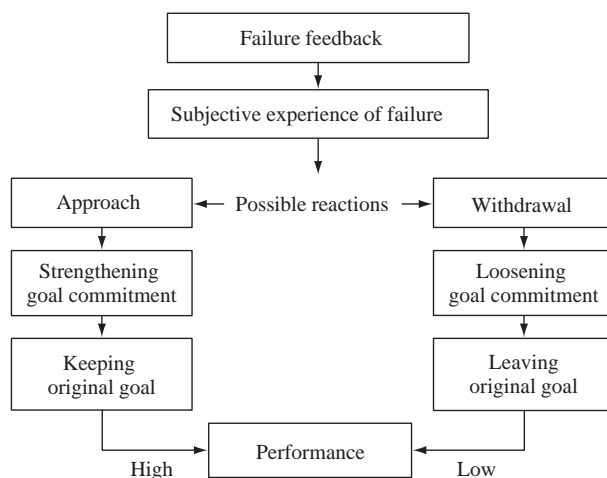 Failure feedback
Subjective experience of failure
Approach
Possible reactions
Withdrawal
Strengthening
goal commitment
Loosening
goal commitment
Keeping
original goal
Leaving
original goal
Performance
High
Low